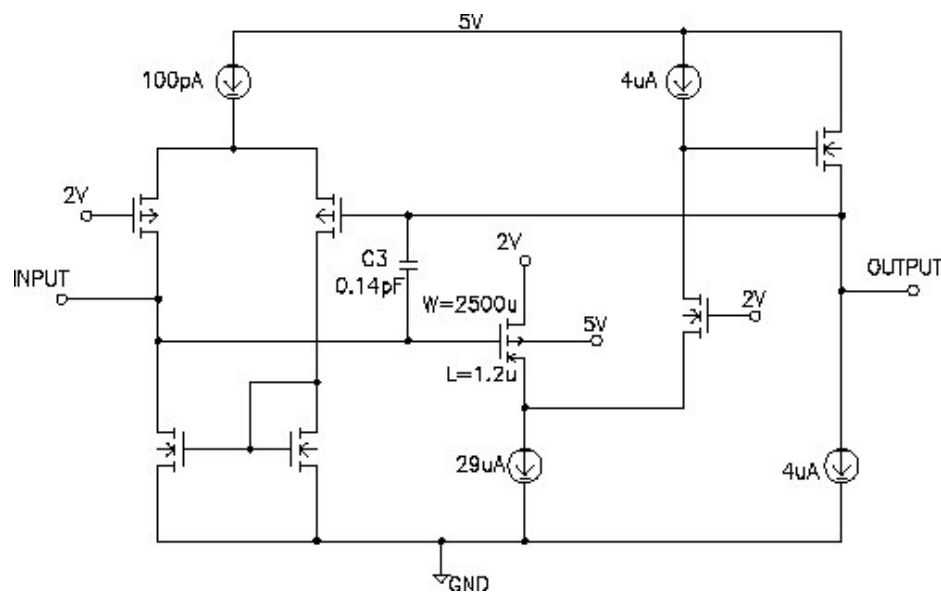 5V
100pA
4uA
2V
2V
C3
0.14pF
INPUT
OUTPUT
W=2500u
2V
5V
L=1.2u
29uA
4uA
GND